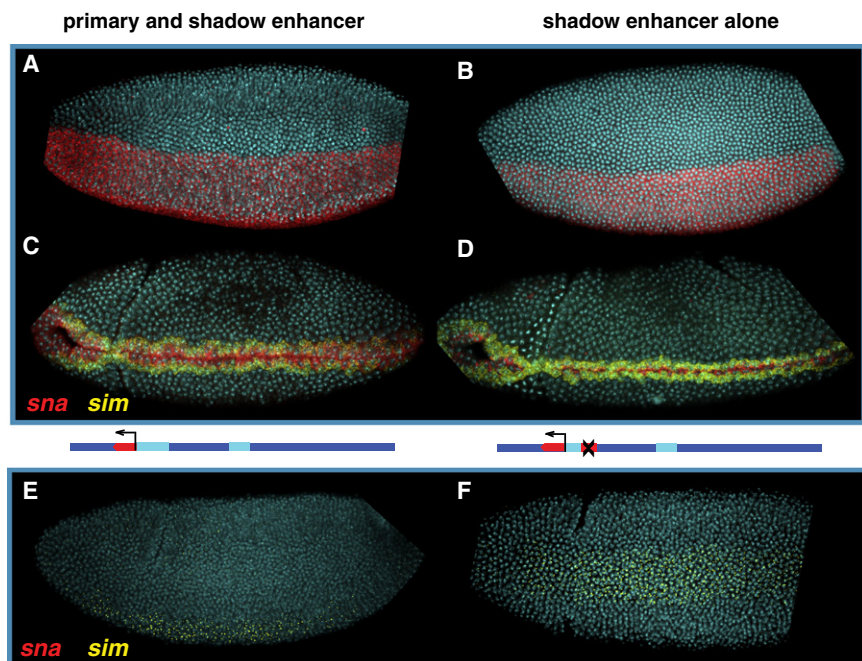 primary and shadow enhancer
shadow enhancer alone
A
B
C
D
sna sim
E
F
sna sim